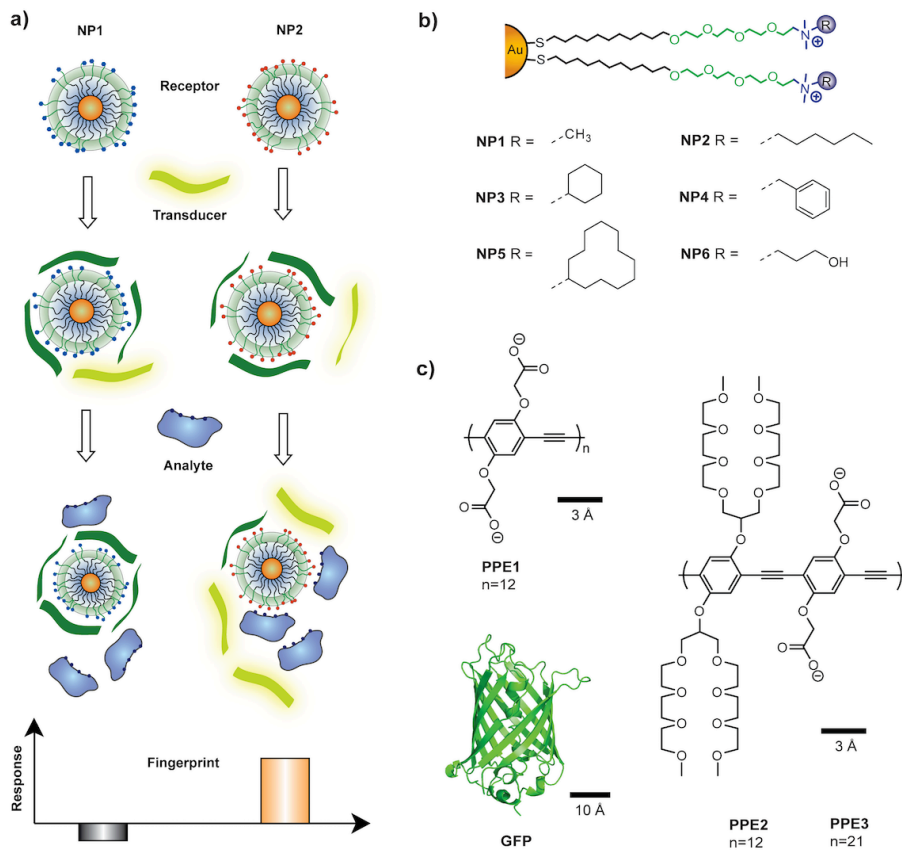 a)
NP1
NP2
Receptor
Transducer
Analyte
Response
Fingerprint
b)
Au
S
O
O
O
O
N
⊕
R
S
O
O
O
O
N
⊕
R
NP1 R =
CH₃
NP2 R =
NP3 R =
NP4 R =
NP5 R =
NP6 R =
OH
c)
⊖
O
O
O
n
O
O
O
⊖
3 Å
PPE1
n=12
O
O
O
O
O
O
O
O
O
⊖
O
O
O
n
O
O
O
O
⊖
O
O
O
O
O
O
O
O
3 Å
10 Å
GFP
PPE2
n=12
PPE3
n=21